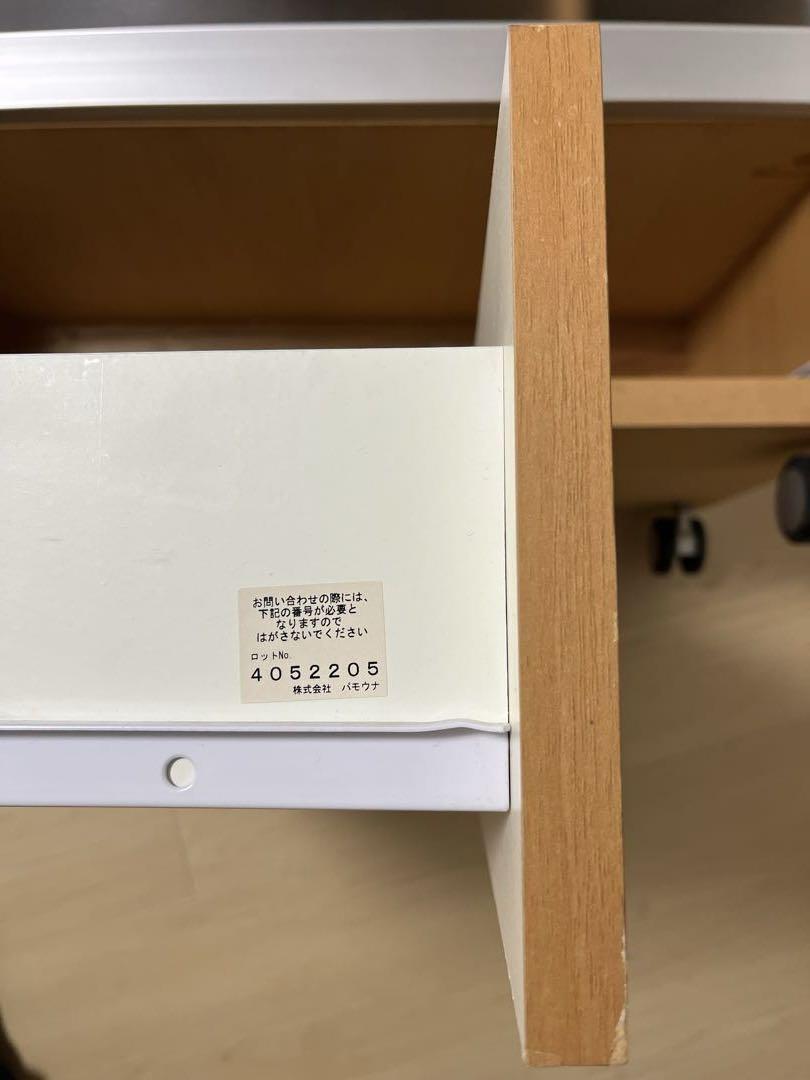 お問い合わせの際には、
下記の番号が必要と
なりますので
はがさないでください
ロットNo.
4052205
株式会社 パモウナ